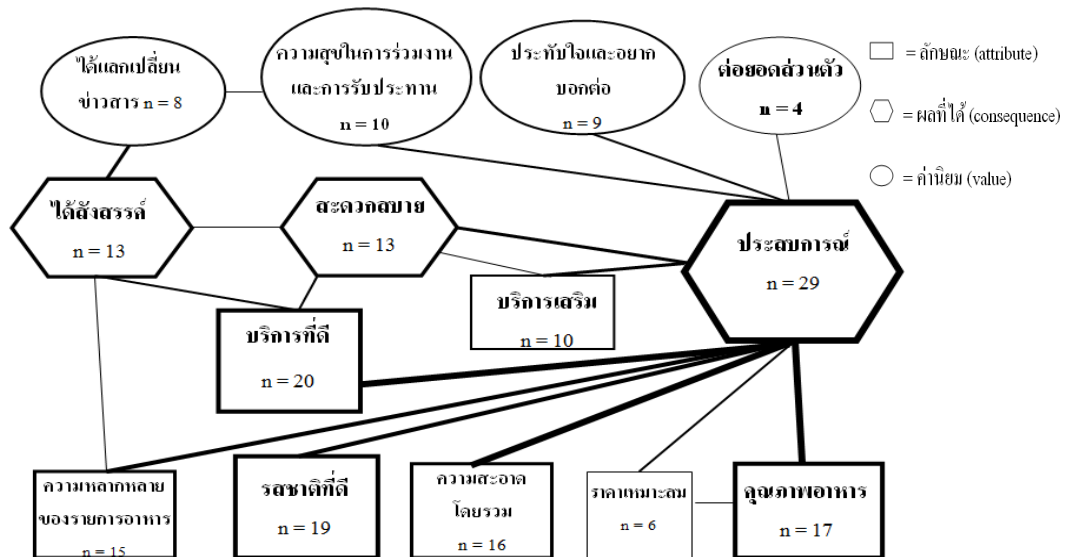 ได้แลกเปลี่ยน
ข่าวสาร n = 8
ความสุขในการร่วมงาน
และการรับประทาน
n = 10
ประทับใจและอยาก
บอกต่อ
n = 9
ต่อยอดส่วนตัว
n = 4
= ลักษณะ (attribute)
= ผลที่ได้ (consequence)
= ค่านิยม (value)
ได้สังสรรค์
n = 13
สะดวกสบาย
n = 13
ประสบการณ์
n = 29
บริการเสริม
n = 10
บริการที่ดี
n = 20
ความหลากหลาย
ของรายการอาหาร
n = 15
รสชาติที่ดี
n = 19
ความสะอาด
โดยรวม
n = 16
ราคาเหมาะสม
n = 6
คุณภาพอาหาร
n = 17